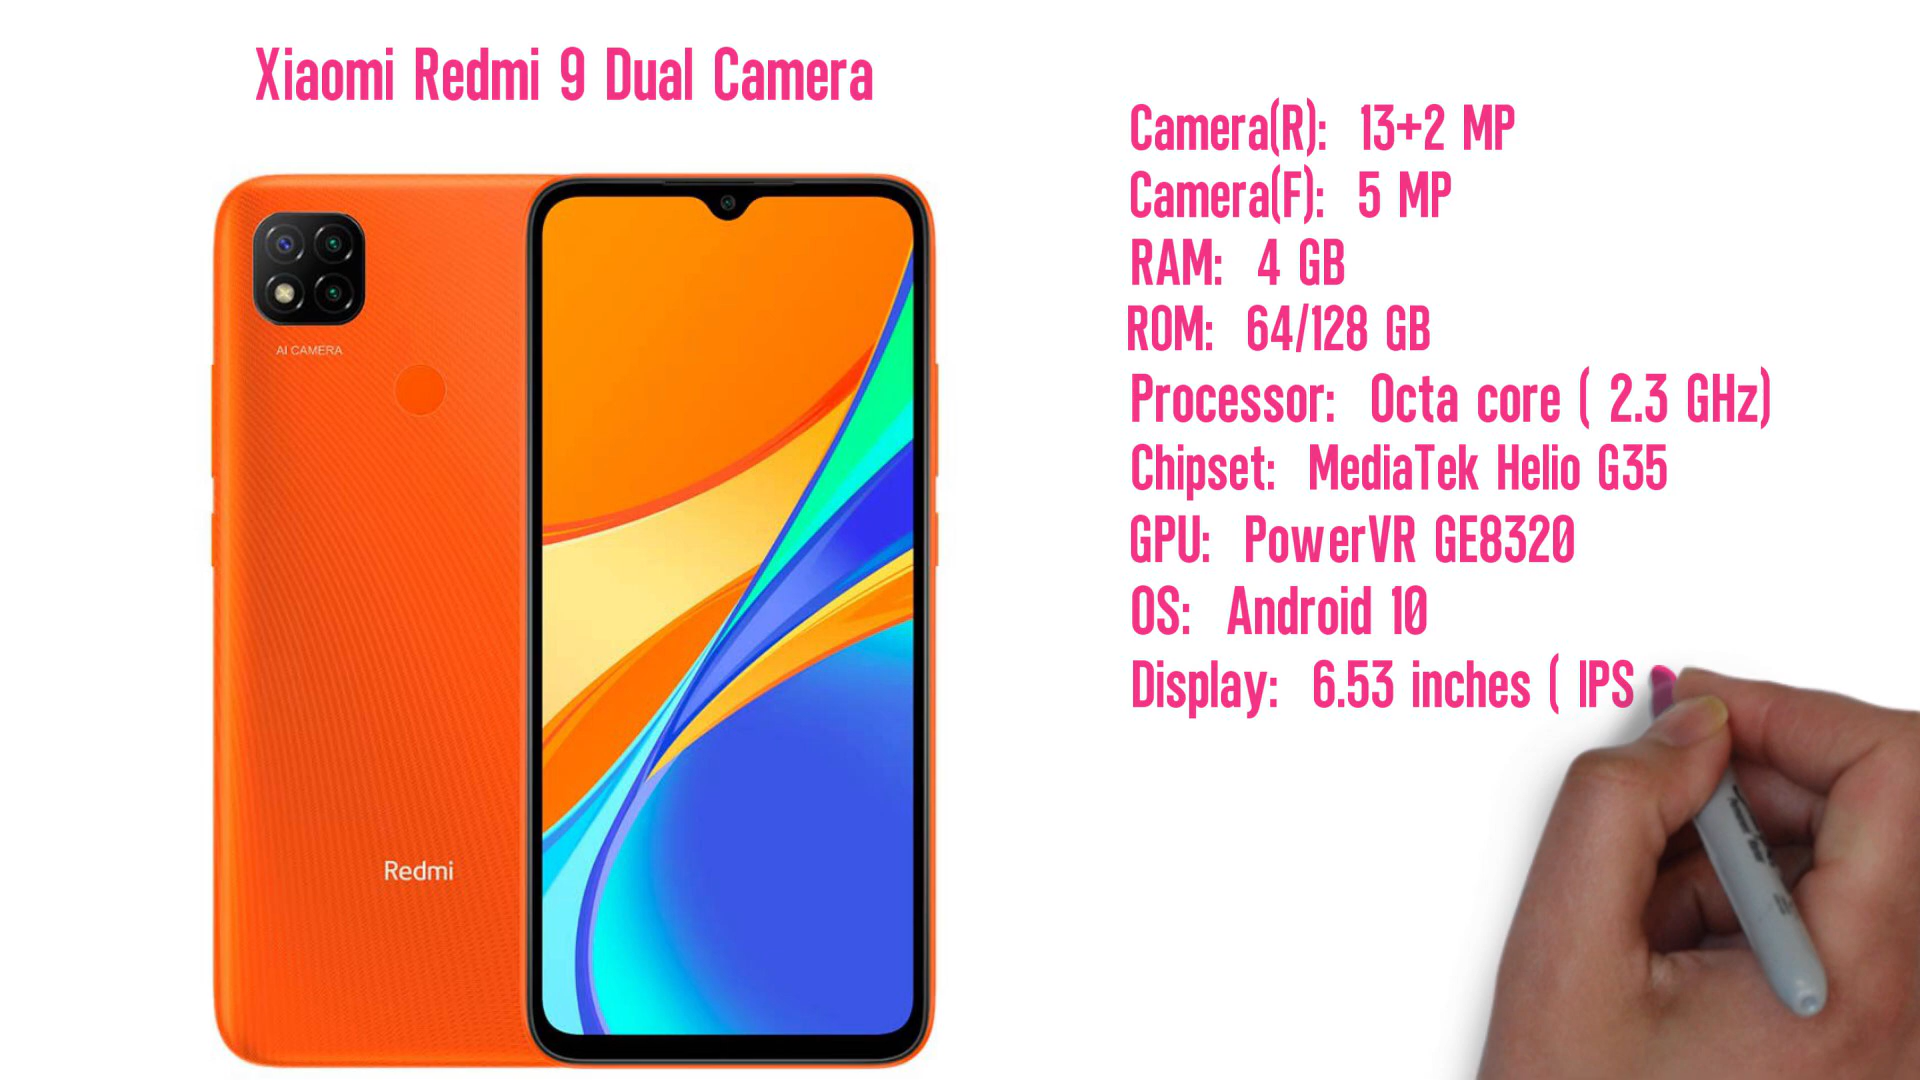 Xiaomi Redmi 9 Dual Camera
Camera(R): 13+2 MP
Camera(F): 5 MP
RAM: 4 GB
ROM: 64/128 GB
Processor: Octa core ( 2.3 GHz)
Chipset: MediaTek Helio G35
GPU: PowerVR GE8320
OS: Android 10
Display: 6.53 inches ( IPS
AI CAMERA
Redmi